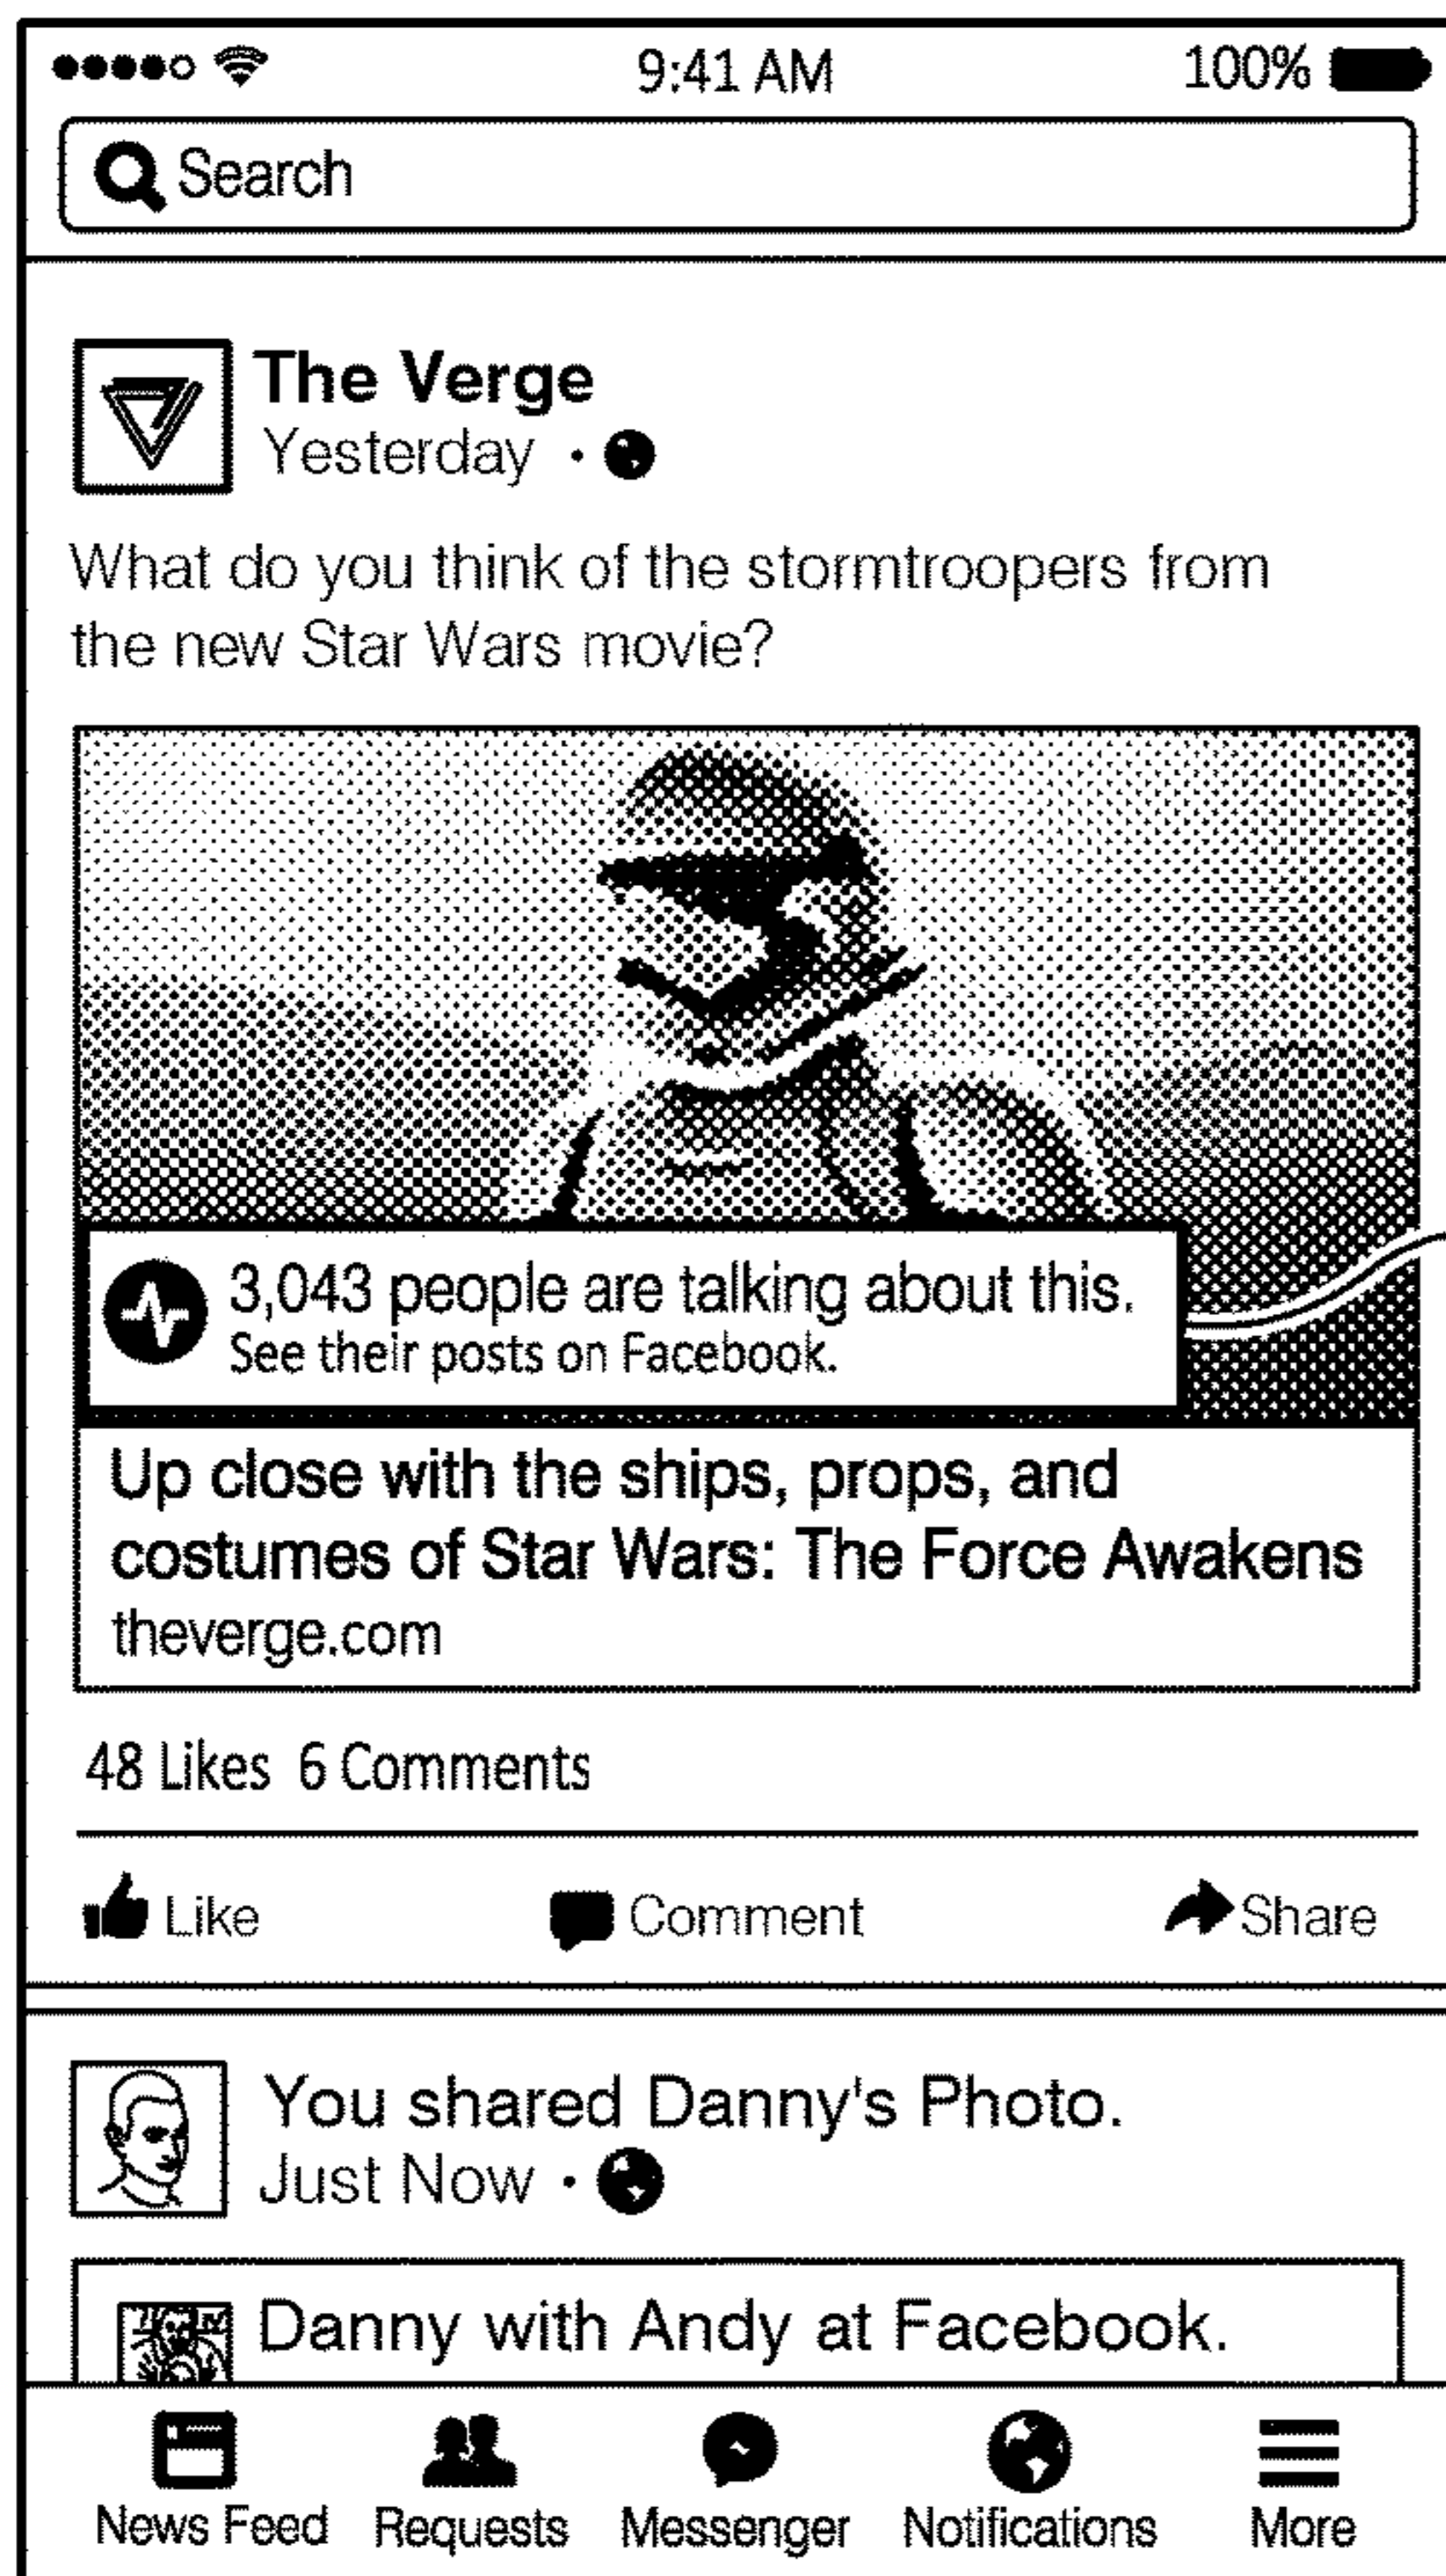 9:41 AM
100%
Search
The Verge
Yesterday ·
What do you think of the stormtroopers from
the new Star Wars movie?
3,043 people are talking about this.
See their posts on Facebook.
Up close with the ships, props, and
costumes of Star Wars: The Force Awakens
theverge.com
48 Likes 6 Comments
Like
Comment
Share
You shared Danny's Photo.
Just Now ·
Danny with Andy at Facebook.
News Feed
Requests
Messenger
Notifications
More